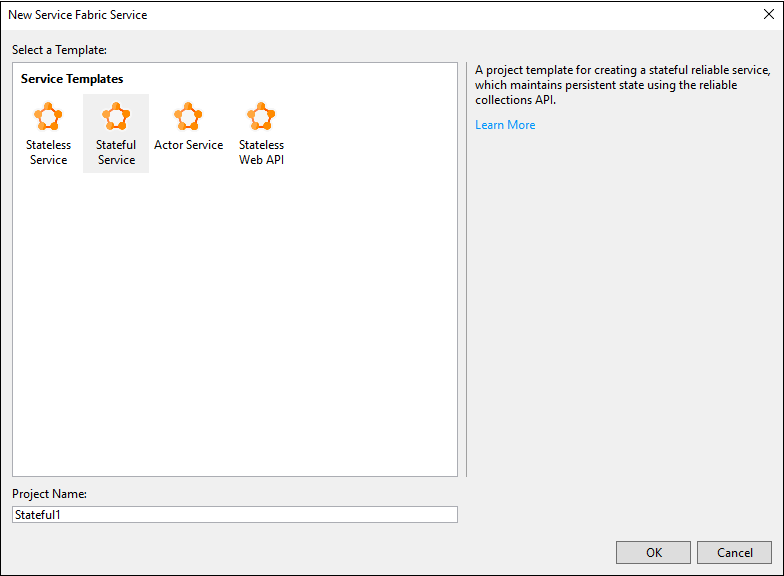 New Service Fabric Service
Select a Template:
Service Templates
Stateless
Service
Stateful
Service
Actor Service
Stateless
Web API
A project template for creating a stateful reliable service,
which maintains persistent state using the reliable
collections API.
Learn More
Project Name:
Stateful1
OK
Cancel